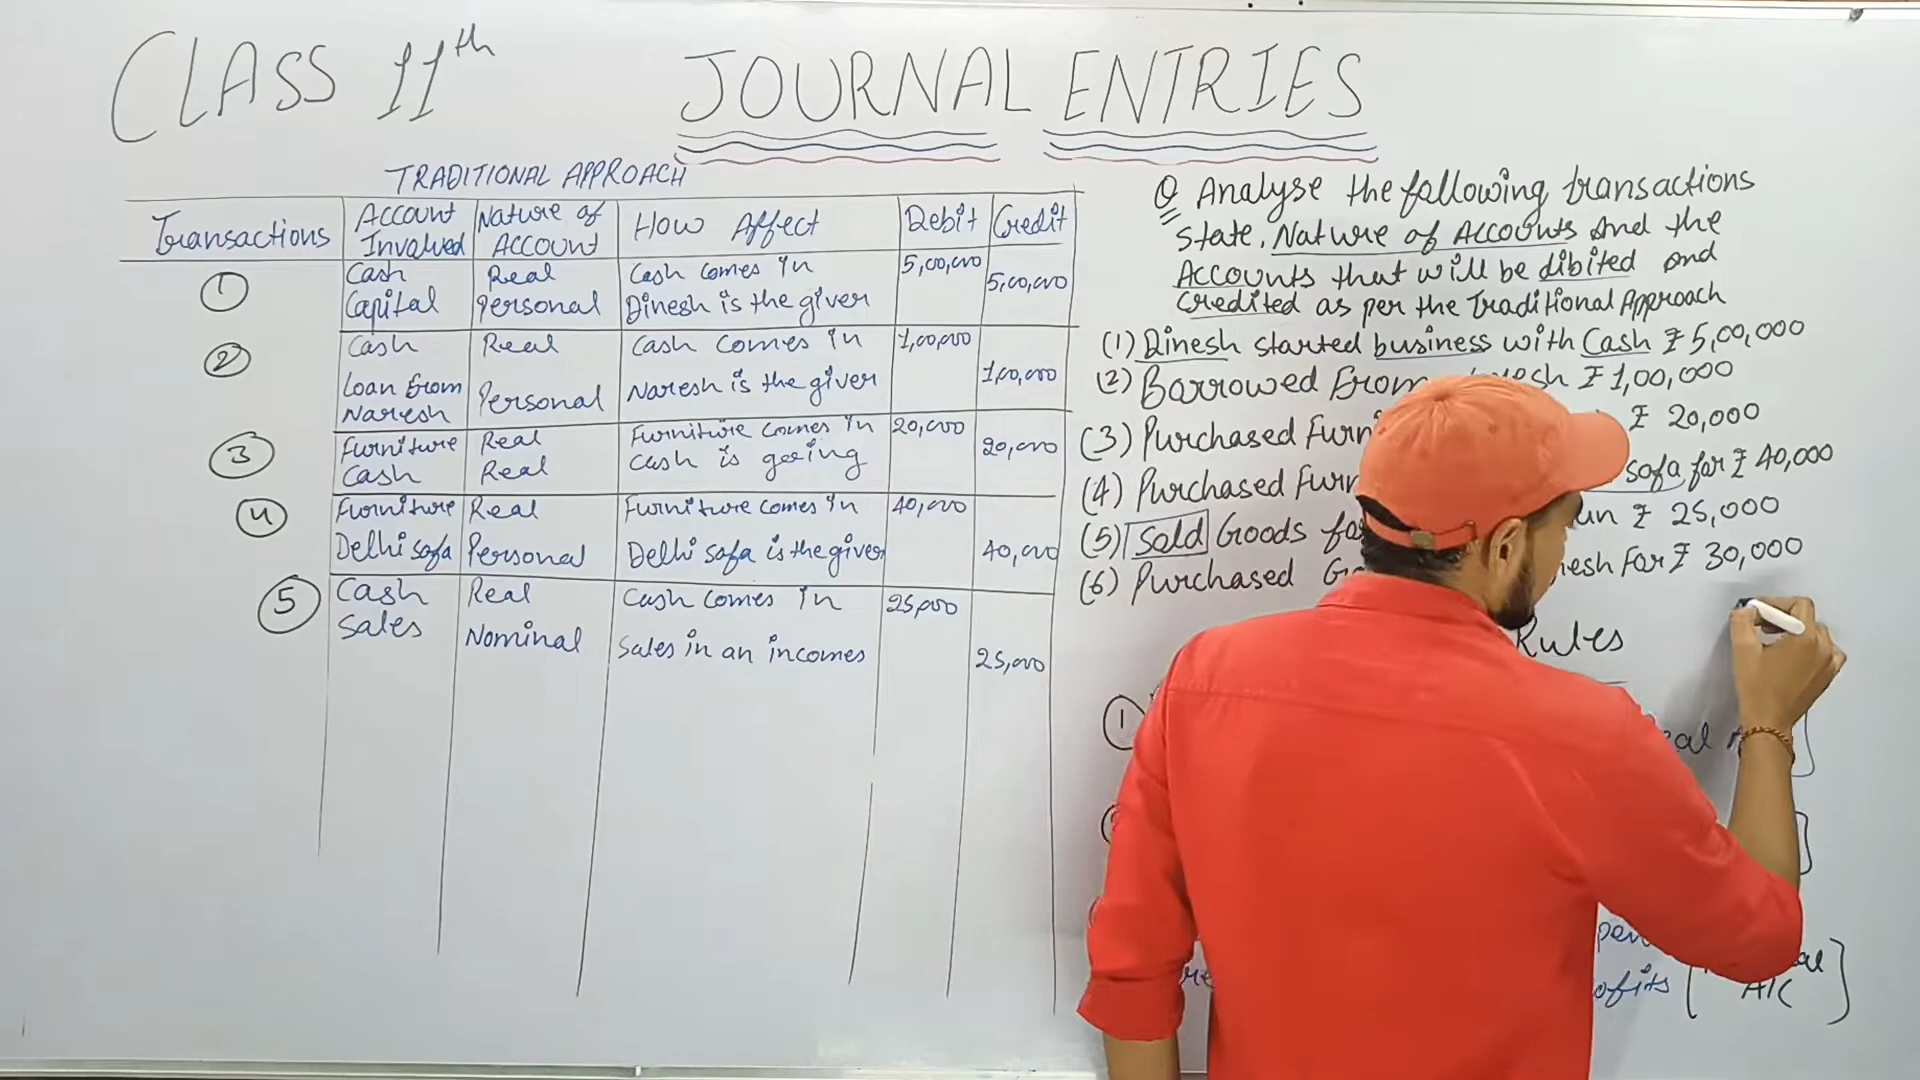 CLASS 11th
JOURNAL ENTRIES
TRADITIONAL APPROACH
Transactions
Account Involved
Nature of Account
How Affect
Debit
Credit
1
Cash Real Cash comes in 5,00,000
Capital Personal Dinesh is the giver 5,00,000
2
Cash Real Cash comes in 1,00,000
Loan from Naresh Personal Naresh is the giver 1,00,000
3
Furniture Real Furniture comes in 20,000
Cash Real Cash is going 20,000
4
Furniture Real Furniture comes in 40,000
Delhi sofa Personal Delhi sofa is the giver 40,000
5
Cash Real Cash comes in 25,000
Sales Nominal Sales in an incomes 25,000
Q Analyse the following transactions
State, Nature of Accounts And the
Accounts that will be dibited and
Credited as per the Traditional Approach
(1) Dinesh started business with Cash ₹ 5,00,000
(2) Barrowed From esh ₹ 1,00,000
(3) Purchased Furn ₹ 20,000
(4) Purchased Furn sofa for ₹ 40,000
(5) Sold Goods for un ₹ 25,000
(6) Purchased G esh For ₹ 30,000
Rules
1
eal
ofits
A/C